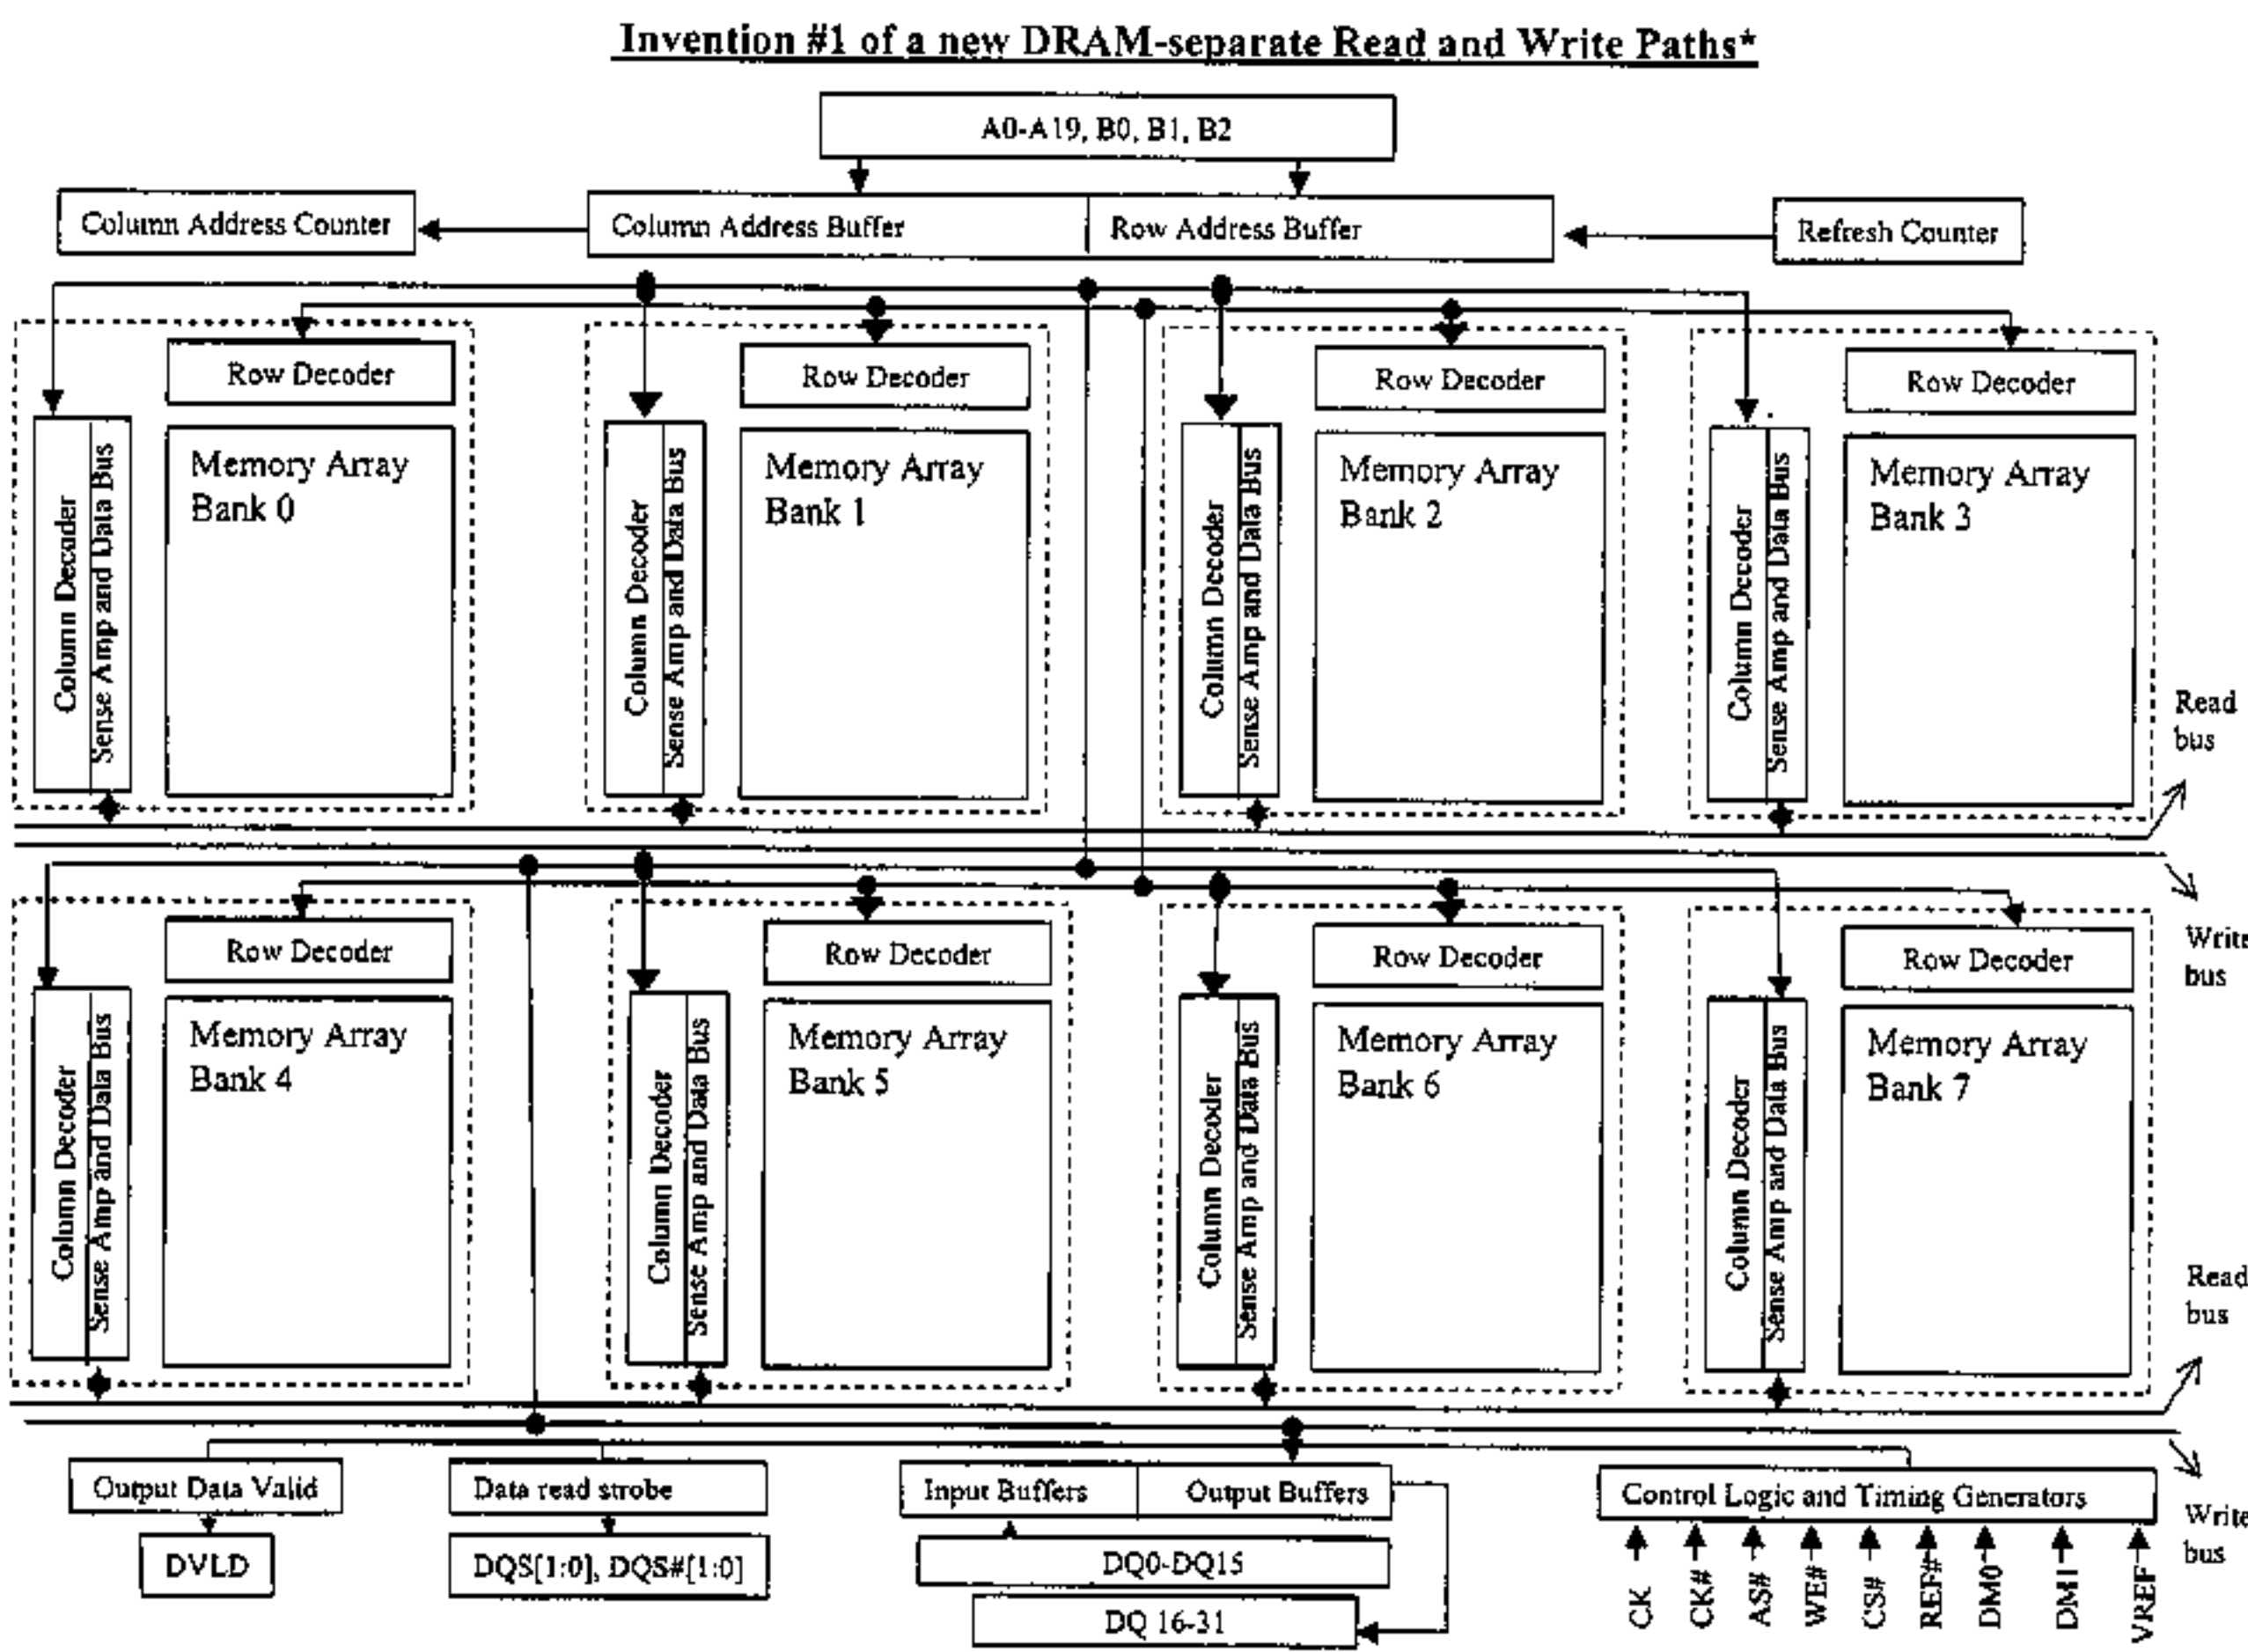 Invention #1 of a new DRAM-separate Read and Write Paths*
A0-A19, B0, B1, B2
Column Address Counter
Column Address Buffer
Row Address Buffer
Refresh Counter
Row Decoder
Row Decoder
Row Decoder
Row Decoder
Column Decoder
Sense Amp and Data Bus
Memory Array
Bank 0
Column Decoder
Sense Amp and Data Bus
Memory Array
Bank 1
Column Decoder
Sense Amp and Data Bus
Memory Array
Bank 2
Column Decoder
Sense Amp and Data Bus
Memory Array
Bank 3
Read
bus
Write
bus
Row Decoder
Row Decoder
Row Decoder
Row Decoder
Column Decoder
Sense Amp and Data Bus
Memory Array
Bank 4
Column Decoder
Sense Amp and Data Bus
Memory Array
Bank 5
Column Decoder
Sense Amp and Data Bus
Memory Array
Bank 6
Column Decoder
Sense Amp and Data Bus
Memory Array
Bank 7
Read
bus
Write
bus
Output Data Valid
Data read strobe
Input Buffers
Output Buffers
Control Logic and Timing Generators
DVLD
DQS[1:0], DQS#[1:0]
DQ0-DQ15
DQ 16-31
CK
CK#
AS#
WE#
CS#
REF#
DM0
DM1
VREF